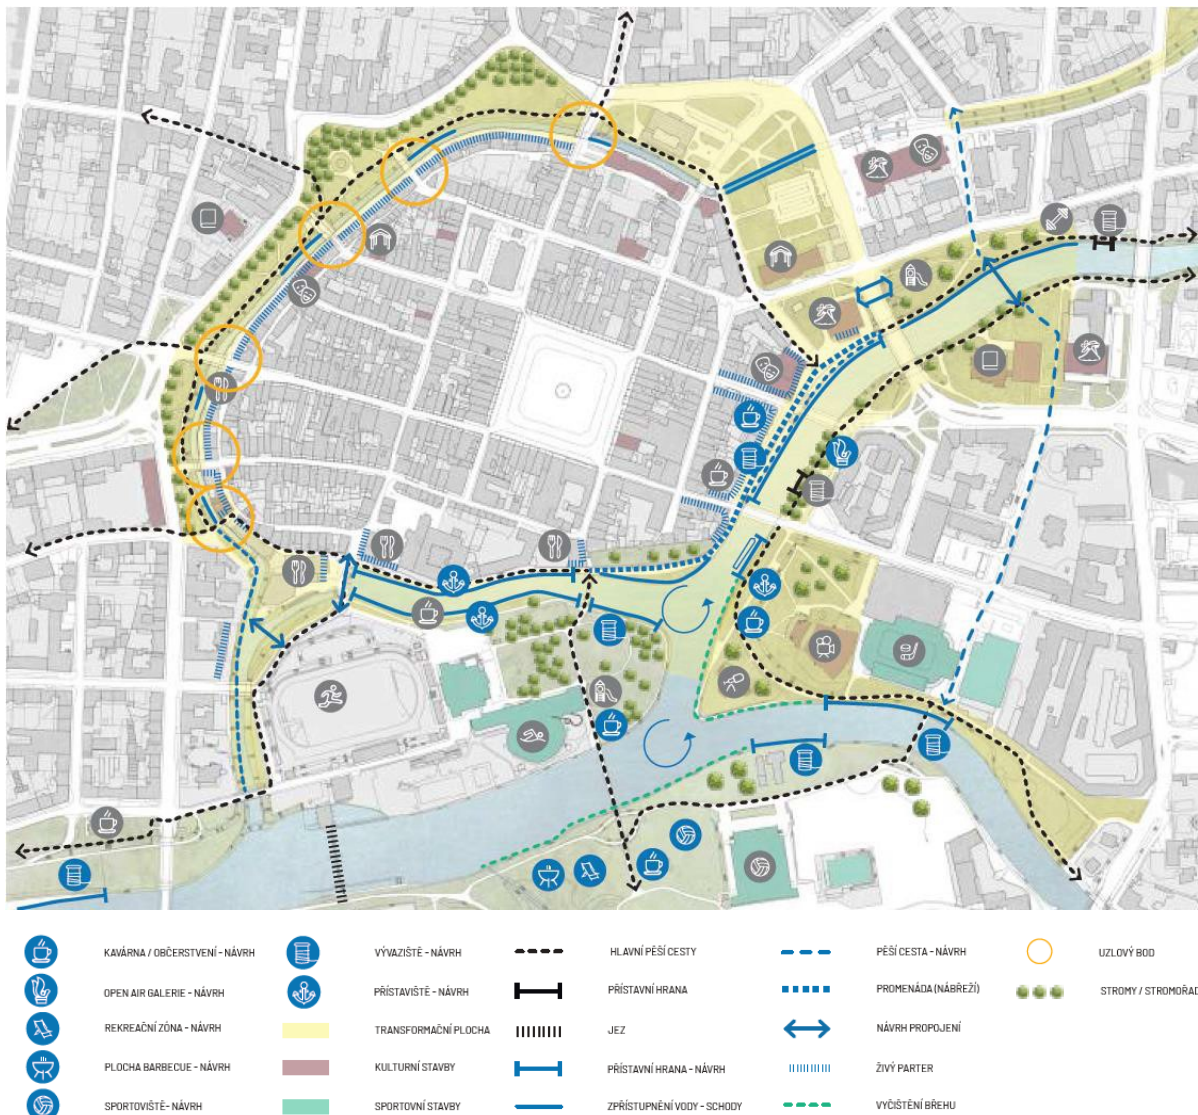 KAVÁRNA / OBČERSTVENÍ - NÁVRH
OPEN AIR GALERIE - NÁVRH
REKREAČNÍ ZÓNA - NÁVRH
PLOCHA BARBECUE - NÁVRH
SPORTOVIŠTĚ- NÁVRH
VÝVAZIŠTĚ - NÁVRH
PŘÍSTAVIŠTĚ - NÁVRH
TRANSFORMAČNÍ PLOCHA
KULTURNÍ STAVBY
SPORTOVNÍ STAVBY
HLAVNÍ PĚŠÍ CESTY
PŘÍSTAVNÍ HRANA
JEZ
PŘÍSTAVNÍ HRANA - NÁVRH
ZPŘÍSTUPNĚNÍ VODY - SCHODY
PĚŠÍ CESTA - NÁVRH
PROMENÁDA (NÁBŘEŽÍ)
NÁVRH PROPOJENÍ
ŽIVÝ PARTER
VYČIŠTĚNÍ BŘEHU
UZLOVÝ BOD
STROMY / STROMOŘAD